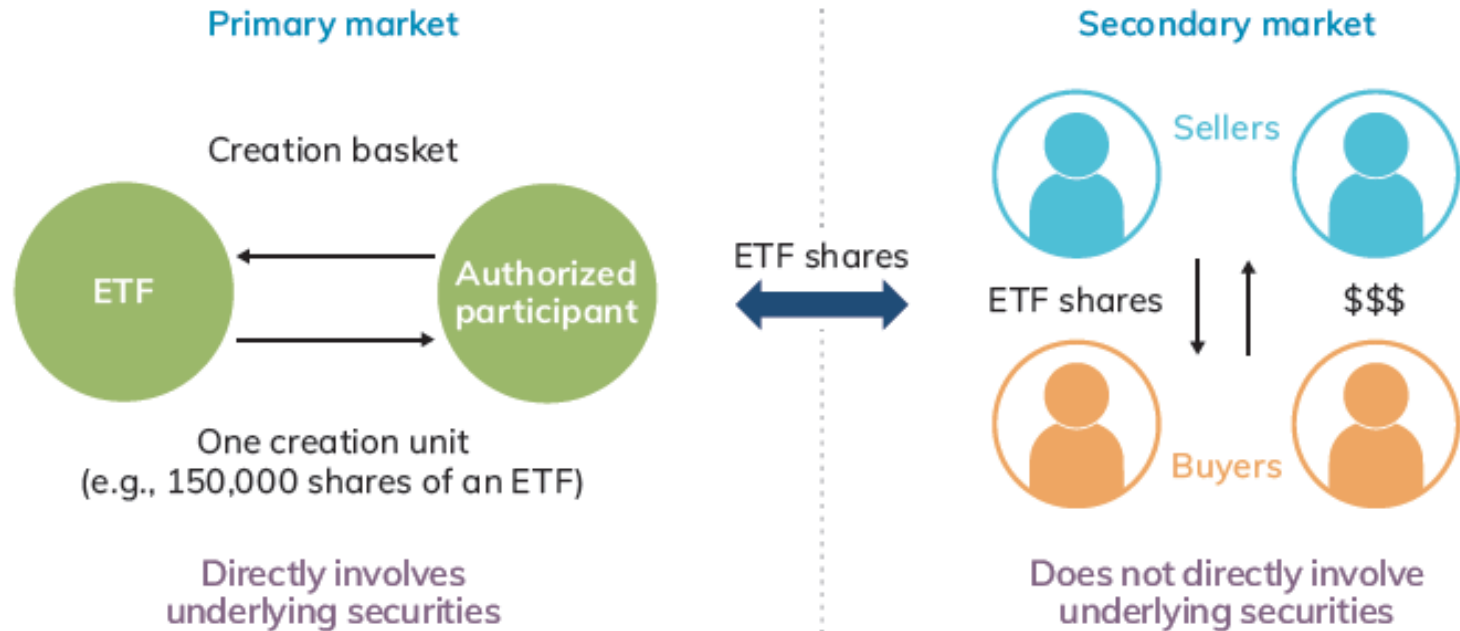 Primary market
Creation basket
ETF
Authorized
participant
One creation unit
(e.g., 150,000 shares of an ETF)
Directly involves
underlying securities
ETF shares
Secondary market
Sellers
ETF shares
$$$
Buyers
Does not directly involve
underlying securities